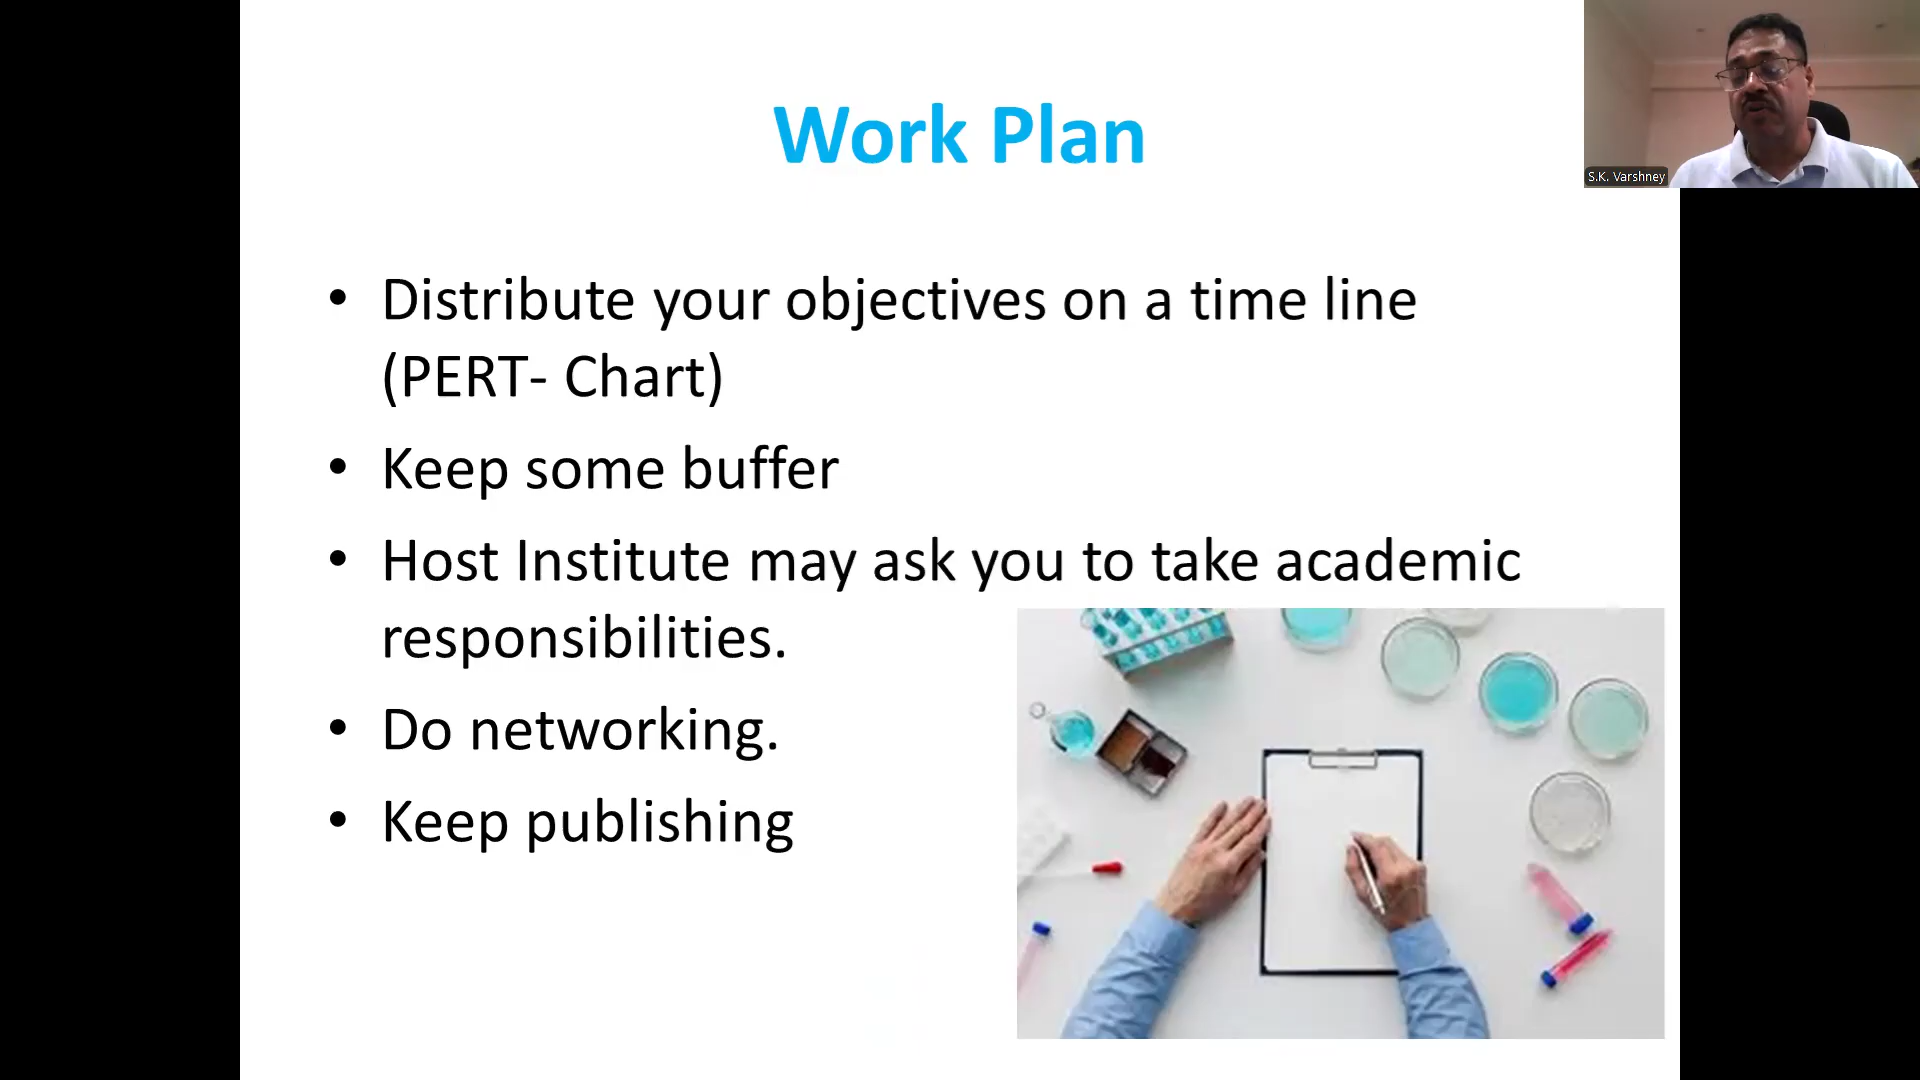 Work Plan
S.K. Varshney
• Distribute your objectives on a time line
(PERT- Chart)
• Keep some buffer
• Host Institute may ask you to take academic
responsibilities.
• Do networking.
• Keep publishing